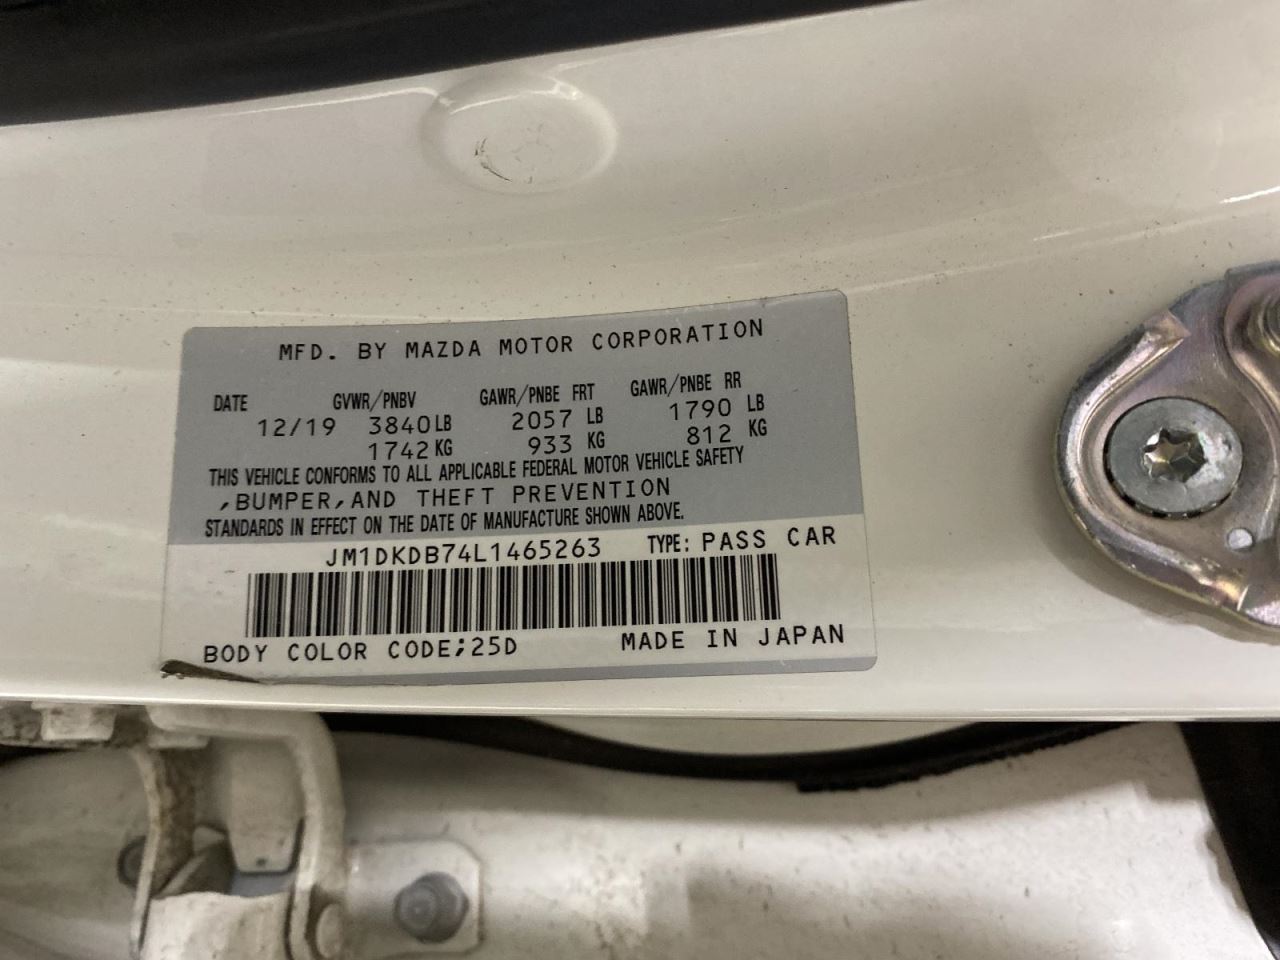 MFD. BY MAZDA MOTOR CORPORATION
DATE GVWR/PNBV GAWR/PNBE FRT GAWR/PNBE RR
12/19 3840LB 2057 LB 1790 LB
1742KG 933 KG 812 KG
THIS VEHICLE CONFORMS TO ALL APPLICABLE FEDERAL MOTOR VEHICLE SAFETY
,BUMPER,AND THEFT PREVENTION
STANDARDS IN EFFECT ON THE DATE OF MANUFACTURE SHOWN ABOVE.
JM1DKDB74L1465263 TYPE: PASS CAR
BODY COLOR CODE;25D MADE IN JAPAN